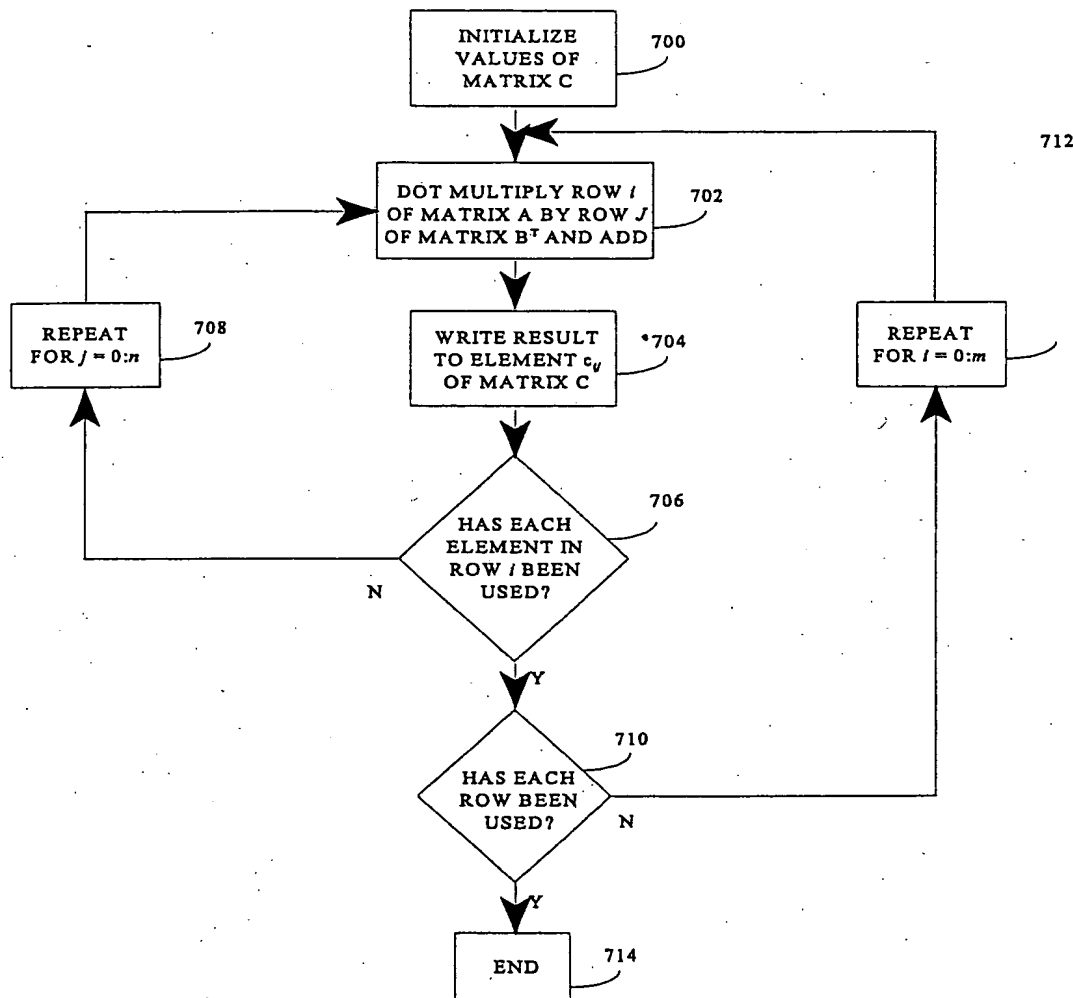 INITIALIZE
VALUES OF
MATRIX C
700
712
DOT MULTIPLY ROW i
OF MATRIX A BY ROW J
OF MATRIX Bᵀ AND ADD
702
REPEAT
FOR j = 0:n
708
WRITE RESULT
TO ELEMENT cij
OF MATRIX C
704
REPEAT
FOR i = 0:m
HAS EACH
ELEMENT IN
ROW i BEEN
USED?
706
N
Y
HAS EACH
ROW BEEN
USED?
710
N
Y
END
714